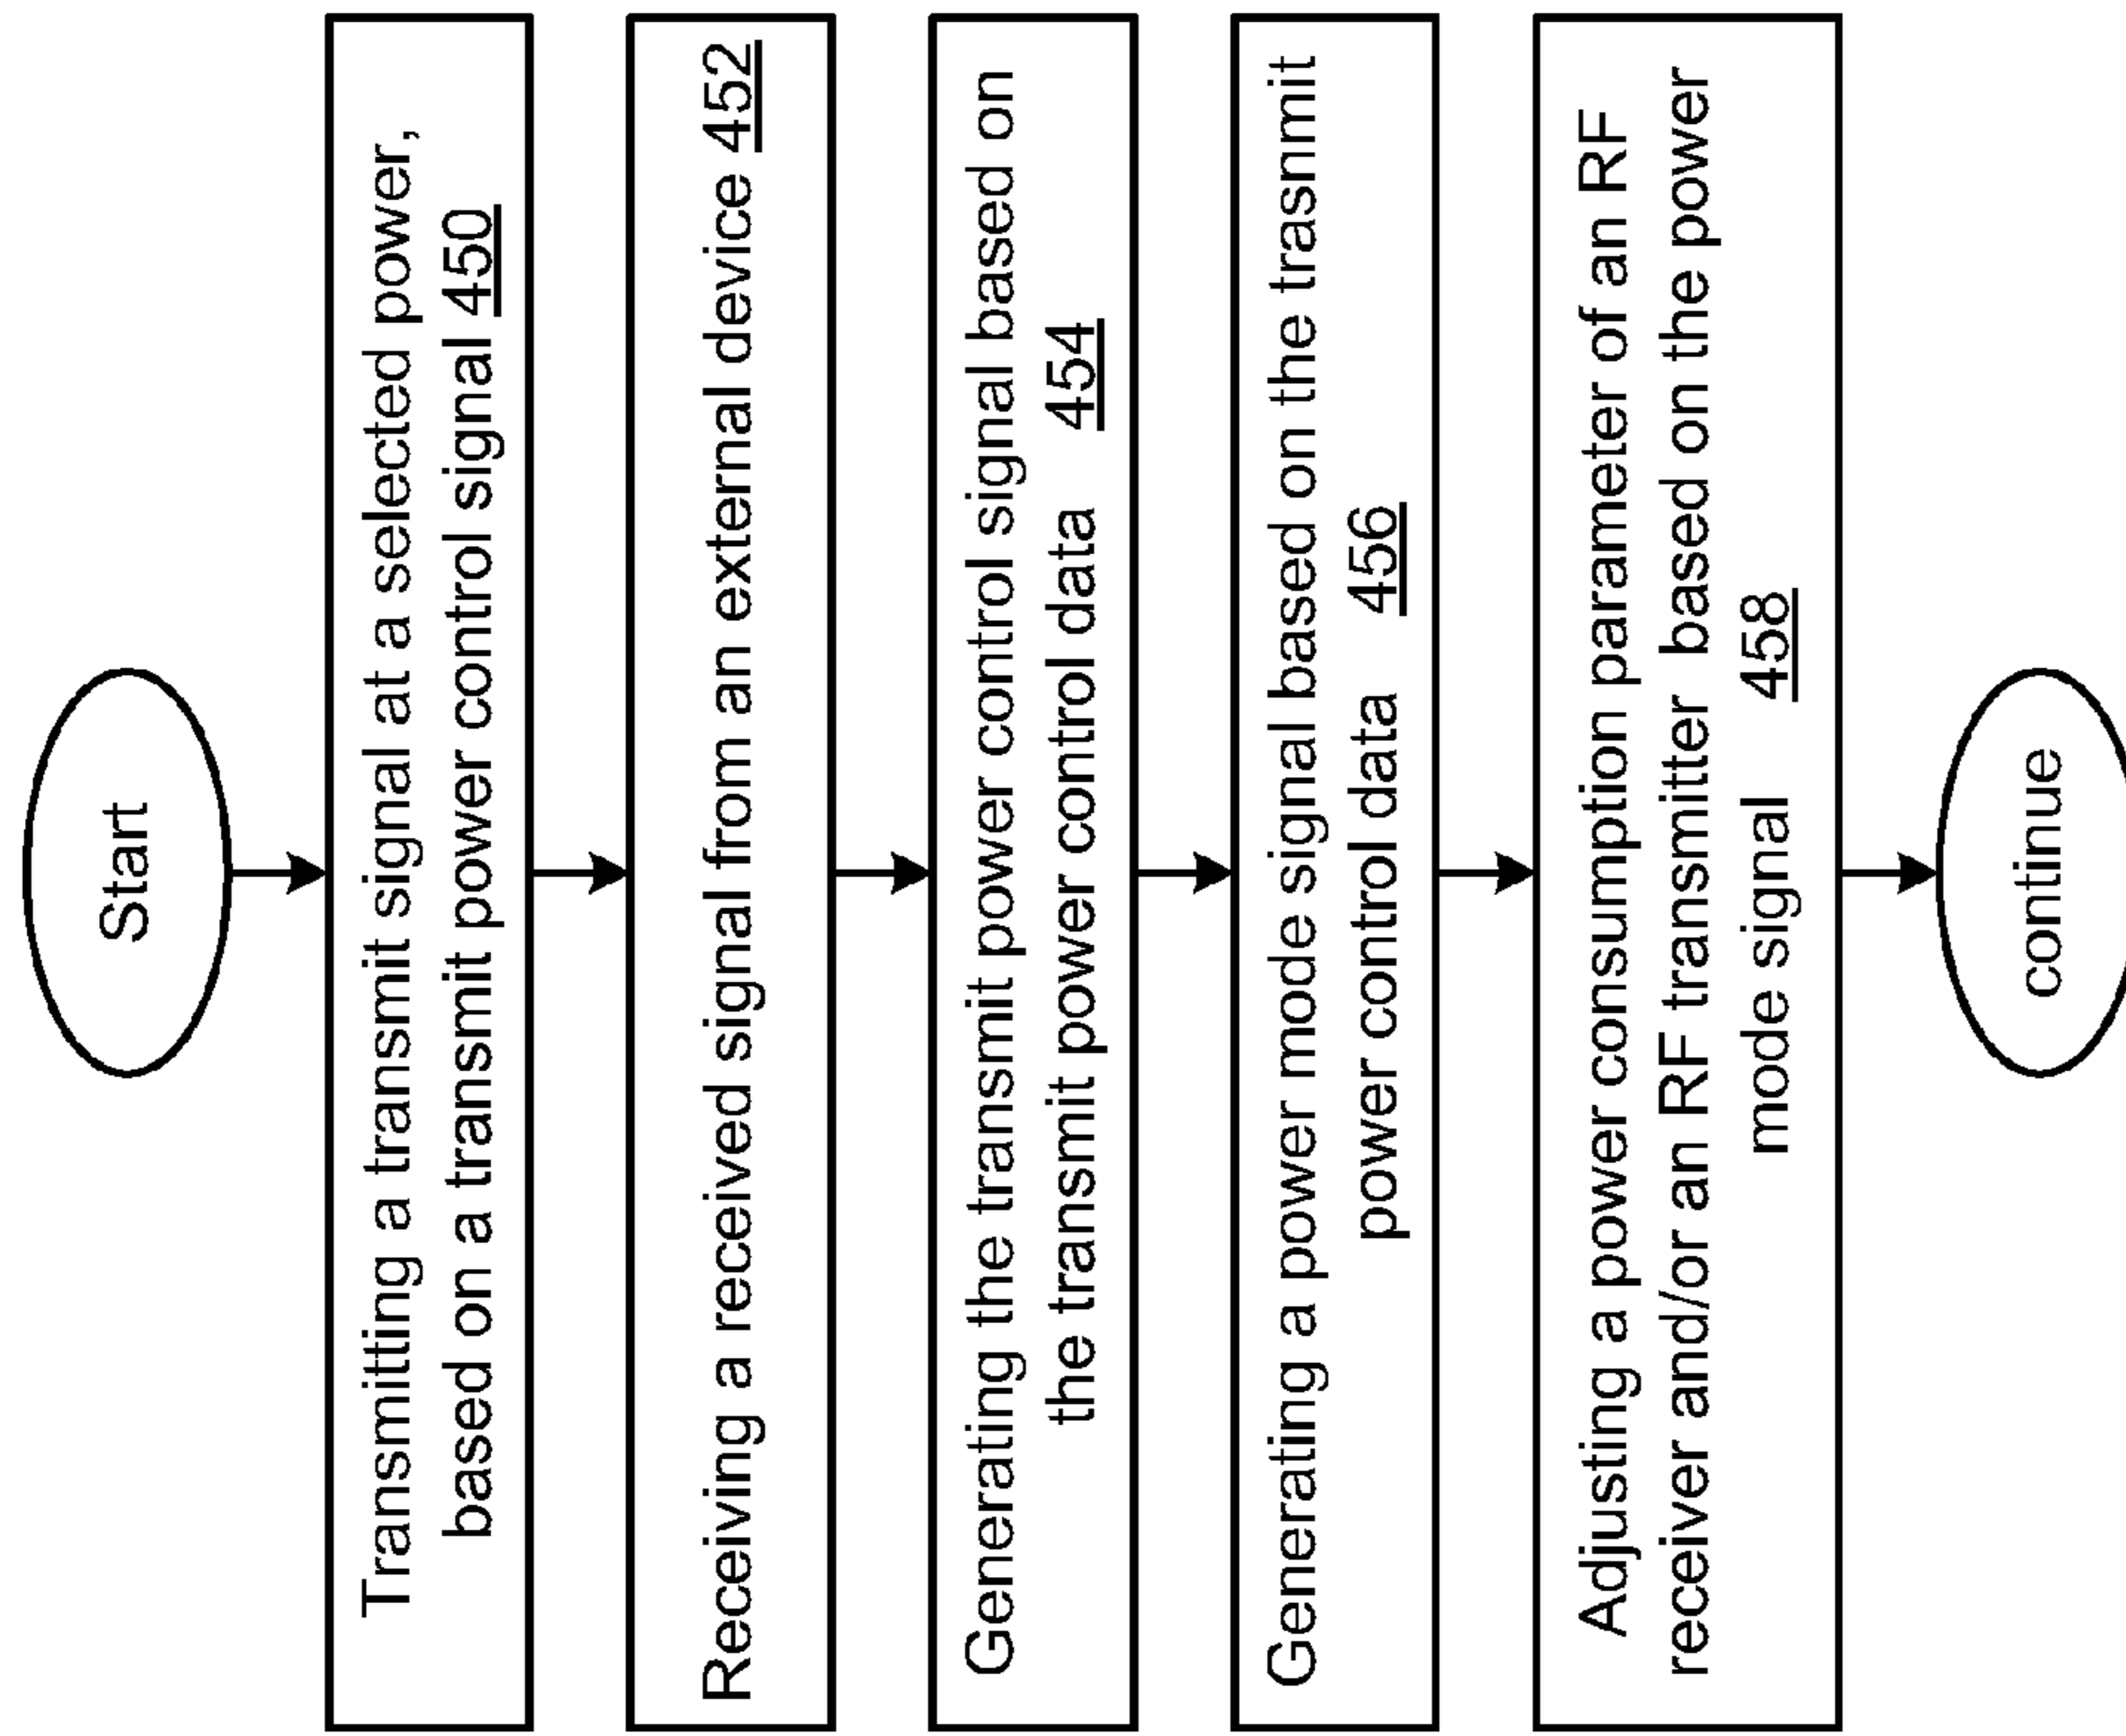 Start
Transmitting a transmit signal at a selected power,
based on a transmit power control signal 450
Receiving a received signal from an external device 452
Generating the transmit power control signal based on
the transmit power control data 454
Generating a power mode signal based on the trasnmit
power control data 456
Adjusting a power consumption parameter of an RF
receiver and/or an RF transmitter based on the power
mode signal 458
continue